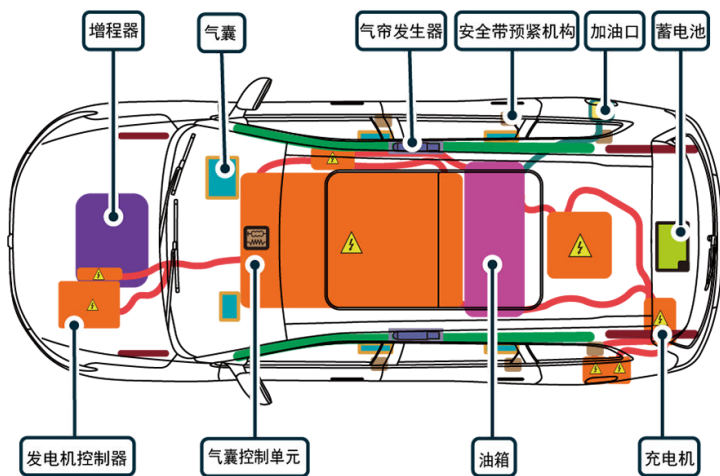 增程器
气囊
气帘发生器
安全带预紧机构
加油口
蓄电池
发电机控制器
气囊控制单元
油箱
充电机